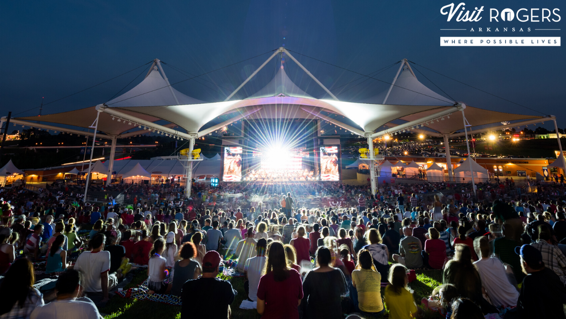 Visit ROGERS
ARKANSAS
WHERE POSSIBLE LIVES